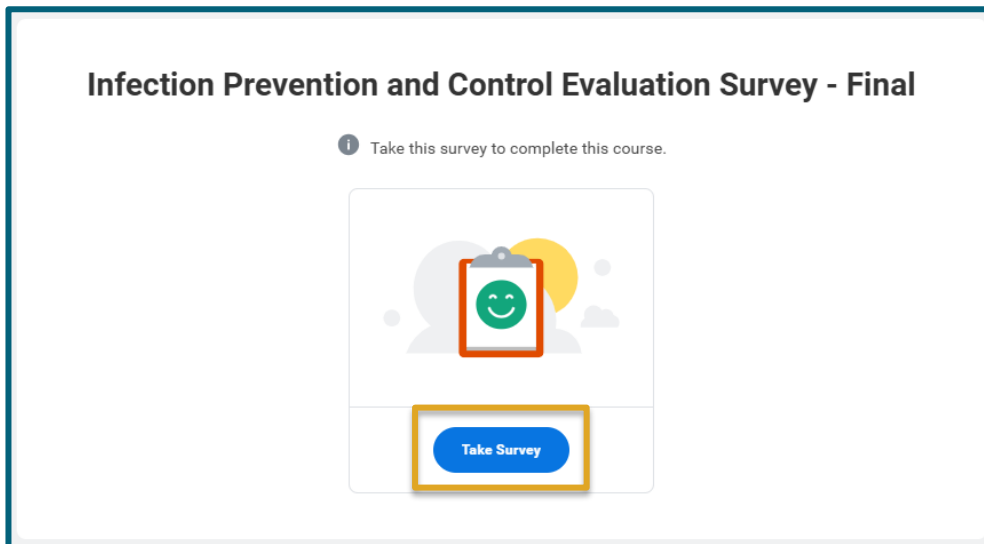 Infection Prevention and Control Evaluation Survey - Final
Take this survey to complete this course.
Take Survey